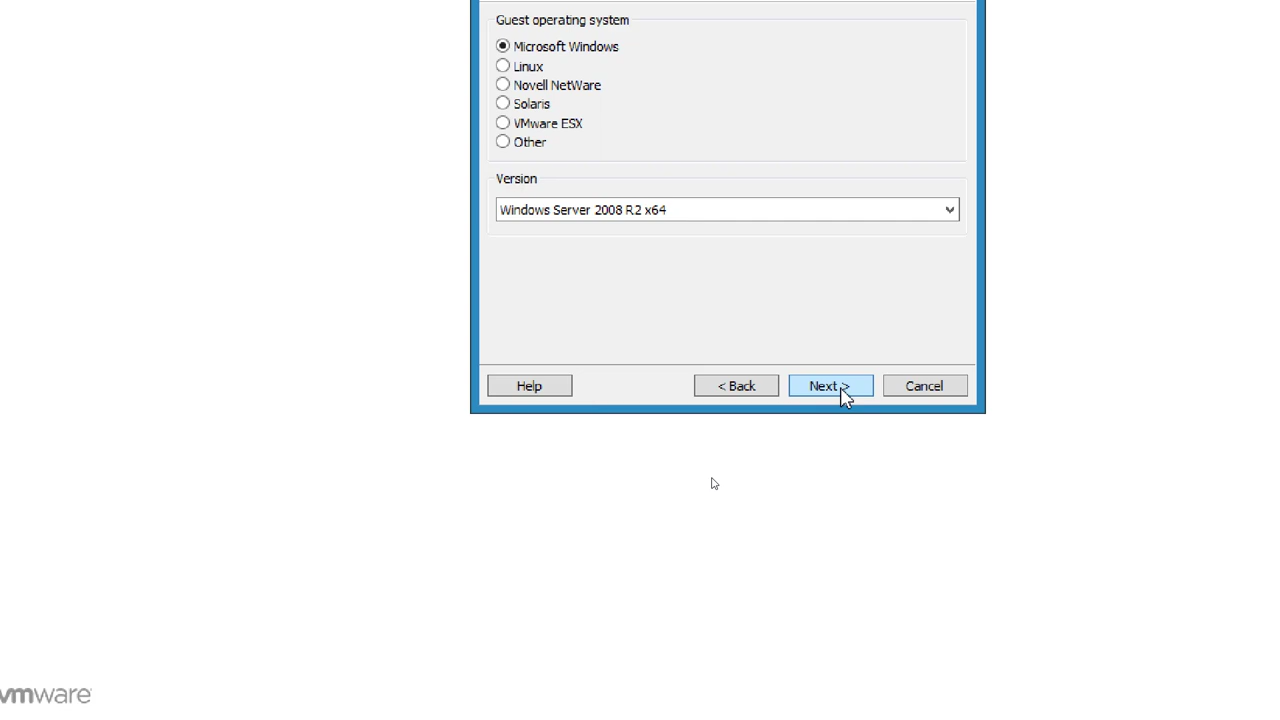 Guest operating system
Microsoft Windows
Linux
Novell NetWare
Solaris
VMware ESX
Other
Version
Windows Server 2008 R2 x64
Help
< Back
Next >
Cancel
vmware